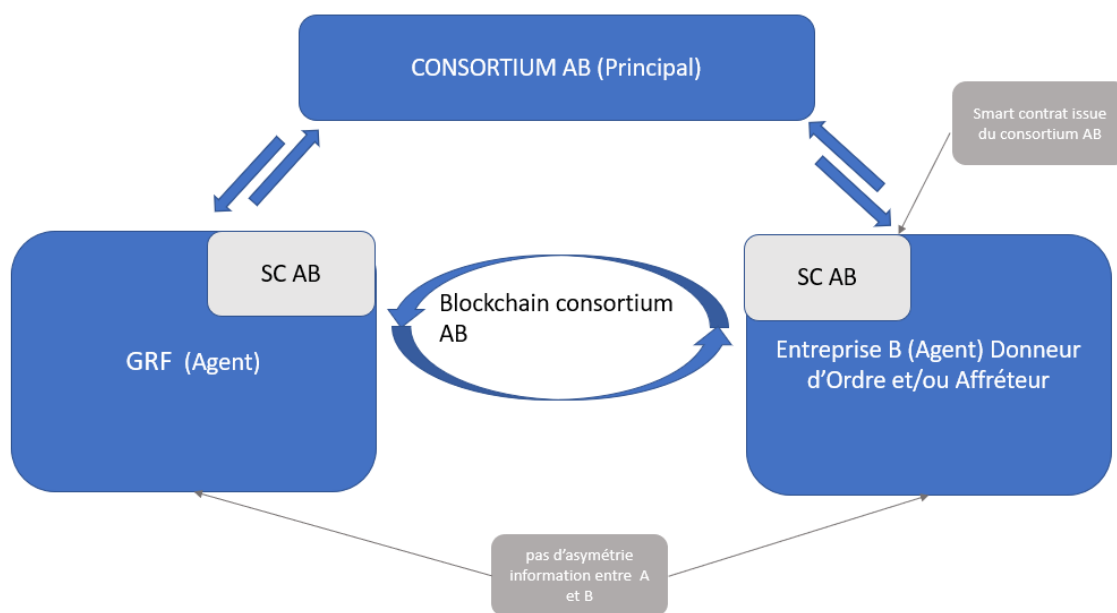 CONSORTIUM AB (Principal)
Smart contrat issue
du consortium AB
SC AB
SC AB
Blockchain consortium
AB
GRF (Agent)
Entreprise B (Agent) Donneur
d’Ordre et/ou Affréteur
pas d’asymétrie
information entre A
et B